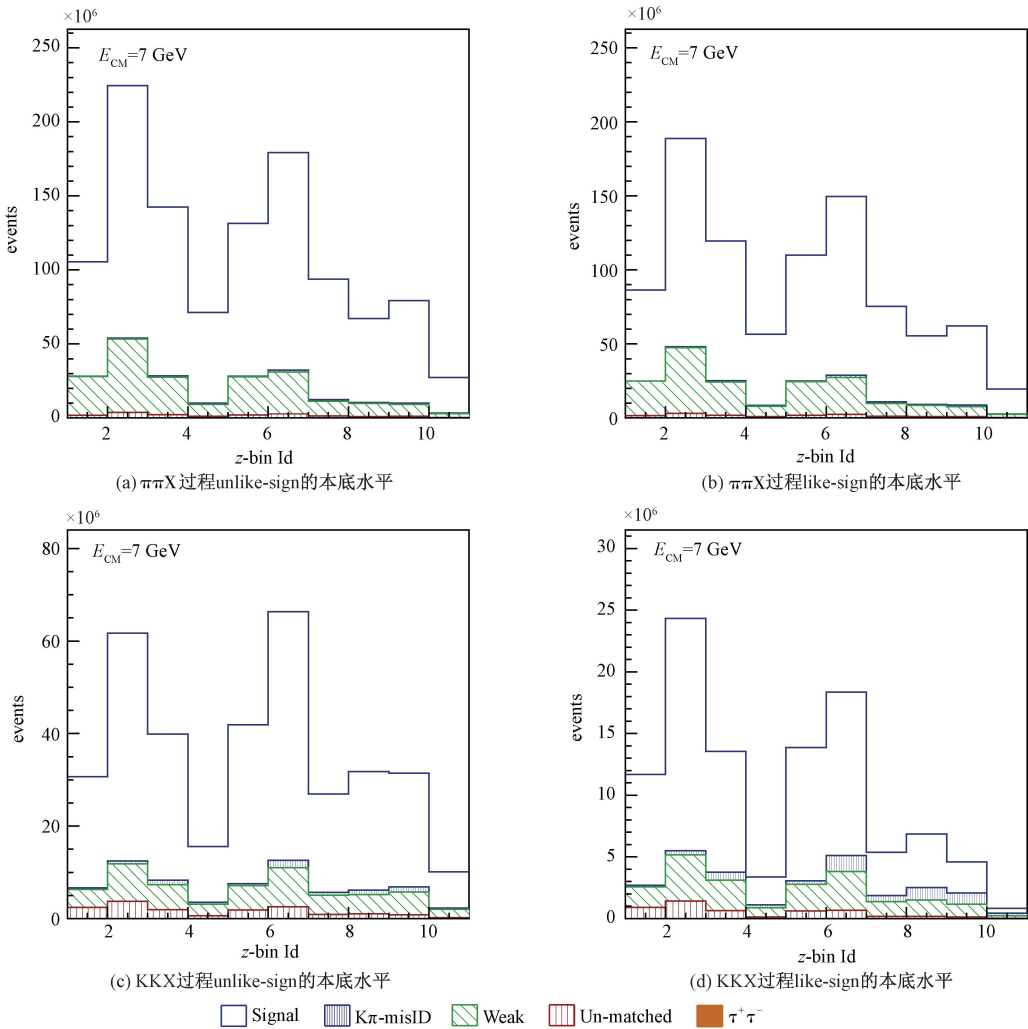 ×10⁶
250
200
150
100
50
0
events
E_CM=7 GeV
2 4 6 8 10
z-bin Id
(a) ππX过程unlike-sign的本底水平
×10⁶
250
200
150
100
50
0
events
E_CM=7 GeV
2 4 6 8 10
z-bin Id
(b) ππX过程like-sign的本底水平
×10⁶
80
60
40
20
0
events
E_CM=7 GeV
2 4 6 8 10
z-bin Id
(c) KKX过程unlike-sign的本底水平
×10⁶
30
25
20
15
10
5
0
events
E_CM=7 GeV
2 4 6 8 10
z-bin Id
(d) KKX过程like-sign的本底水平
Signal Kπ-misID Weak Un-matched τ⁺τ⁻